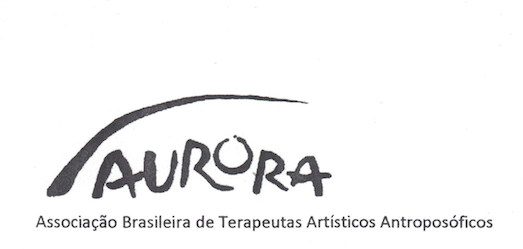 AURORA
Associação Brasileira de Terapeutas Artísticos Antroposóficos